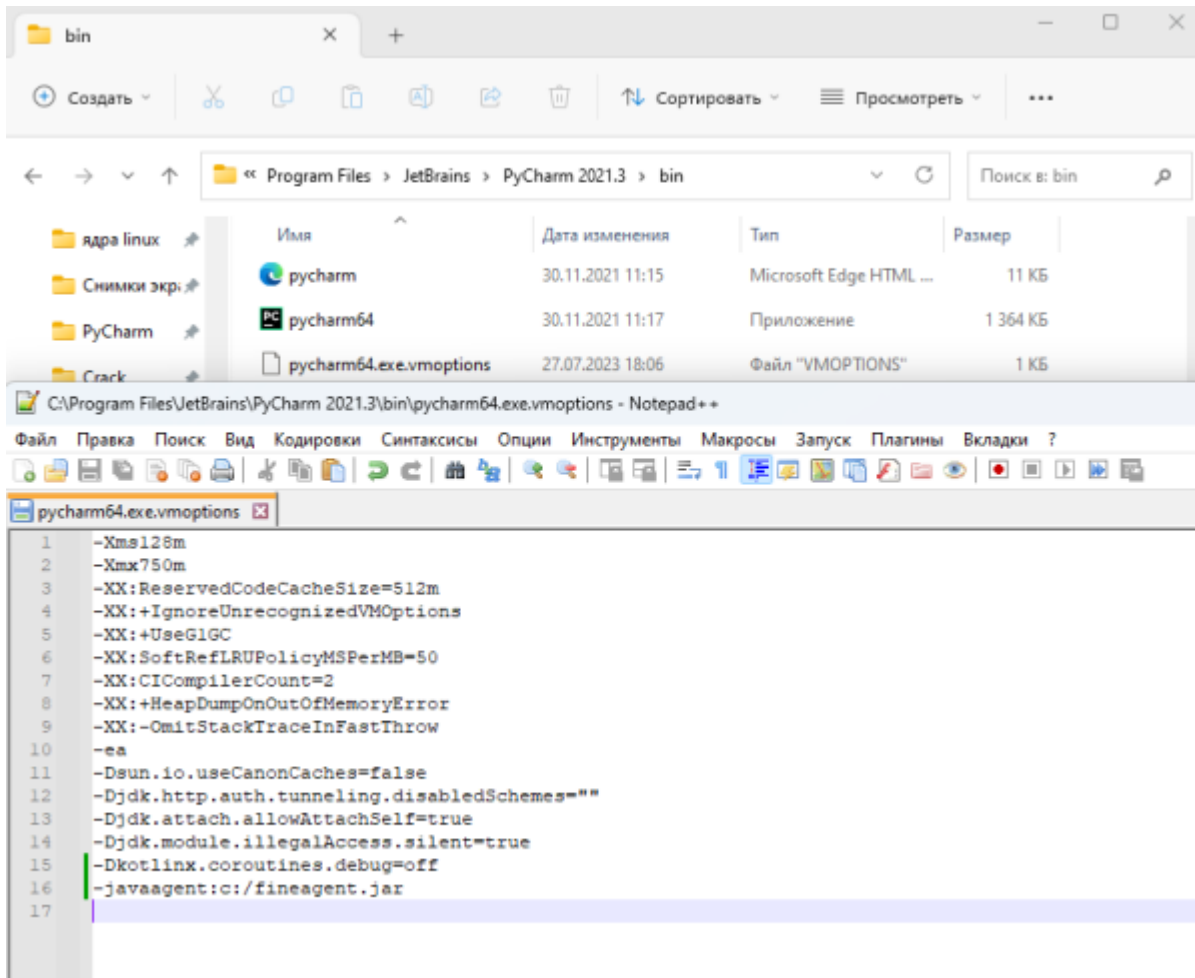 bin
Создать
Сортировать
Просмотреть
« Program Files › JetBrains › PyCharm 2021.3 › bin
Поиск в: bin
Имя Дата изменения Тип Размер
ядра linux
pycharm 30.11.2021 11:15 Microsoft Edge HTML ... 11 КБ
Снимки экр
pycharm64 30.11.2021 11:17 Приложение 1 364 КБ
PyCharm
pycharm64.exe.vmoptions 27.07.2023 18:06 Файл "VMOPTIONS" 1 КБ
Crack
C:\Program Files\JetBrains\PyCharm 2021.3\bin\pycharm64.exe.vmoptions - Notepad++
Файл Правка Поиск Вид Кодировки Синтаксисы Опции Инструменты Макросы Запуск Плагины Вкладки ?
pycharm64.exe.vmoptions
1 -Xms128m
2 -Xmx750m
3 -XX:ReservedCodeCacheSize=512m
4 -XX:+IgnoreUnrecognizedVMOptions
5 -XX:+UseG1GC
6 -XX:SoftRefLRUPolicyMSPerMB=50
7 -XX:CICompilerCount=2
8 -XX:+HeapDumpOnOutOfMemoryError
9 -XX:-OmitStackTraceInFastThrow
10 -ea
11 -Dsun.io.useCanonCaches=false
12 -Djdk.http.auth.tunneling.disabledSchemes=""
13 -Djdk.attach.allowAttachSelf=true
14 -Djdk.module.illegalAccess.silent=true
15 -Dkotlinx.coroutines.debug=off
16 -javaagent:c:/fineagent.jar
17